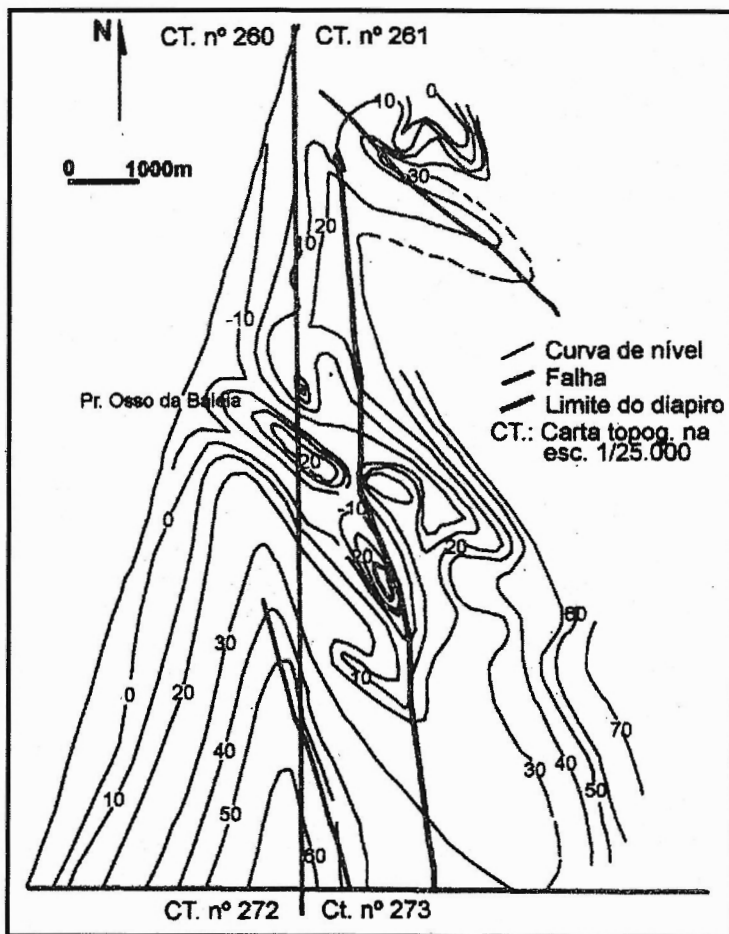 N
CT. nº 260
CT. nº 261
0 1000m
10
0
30
20
-10
Pr. Osso da Baleia
Curva de nível
Falha
Limite do diapiro
CT.: Carta topog. na
esc. 1/25.000
20
-10
20
0
20
60
30
10
0
20
70
40
40
30
10
50
50
60
CT. nº 272
Ct. nº 273